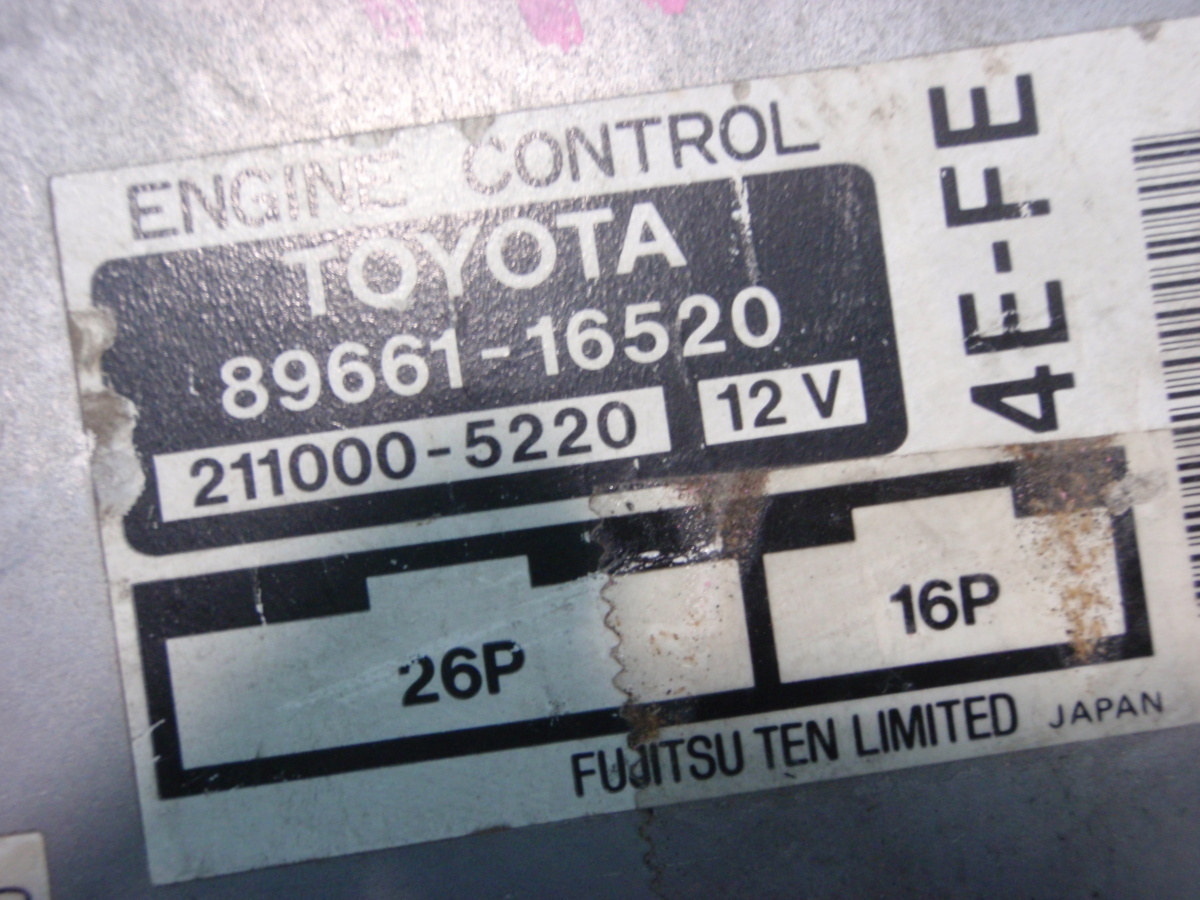 ENGINE CONTROL
TOYOTA
89661-16520
211000-5220 12 V
4E-FE
26P
16P
FUJITSU TEN LIMITED JAPAN